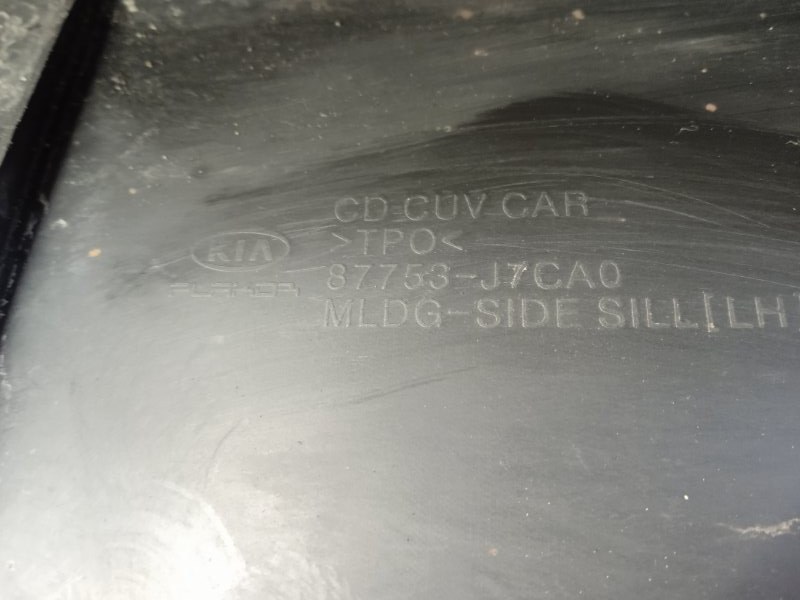 CD CUV CAR
KIA >TPO<
87753-J7CA0
MLDG-SIDE SILL[LH